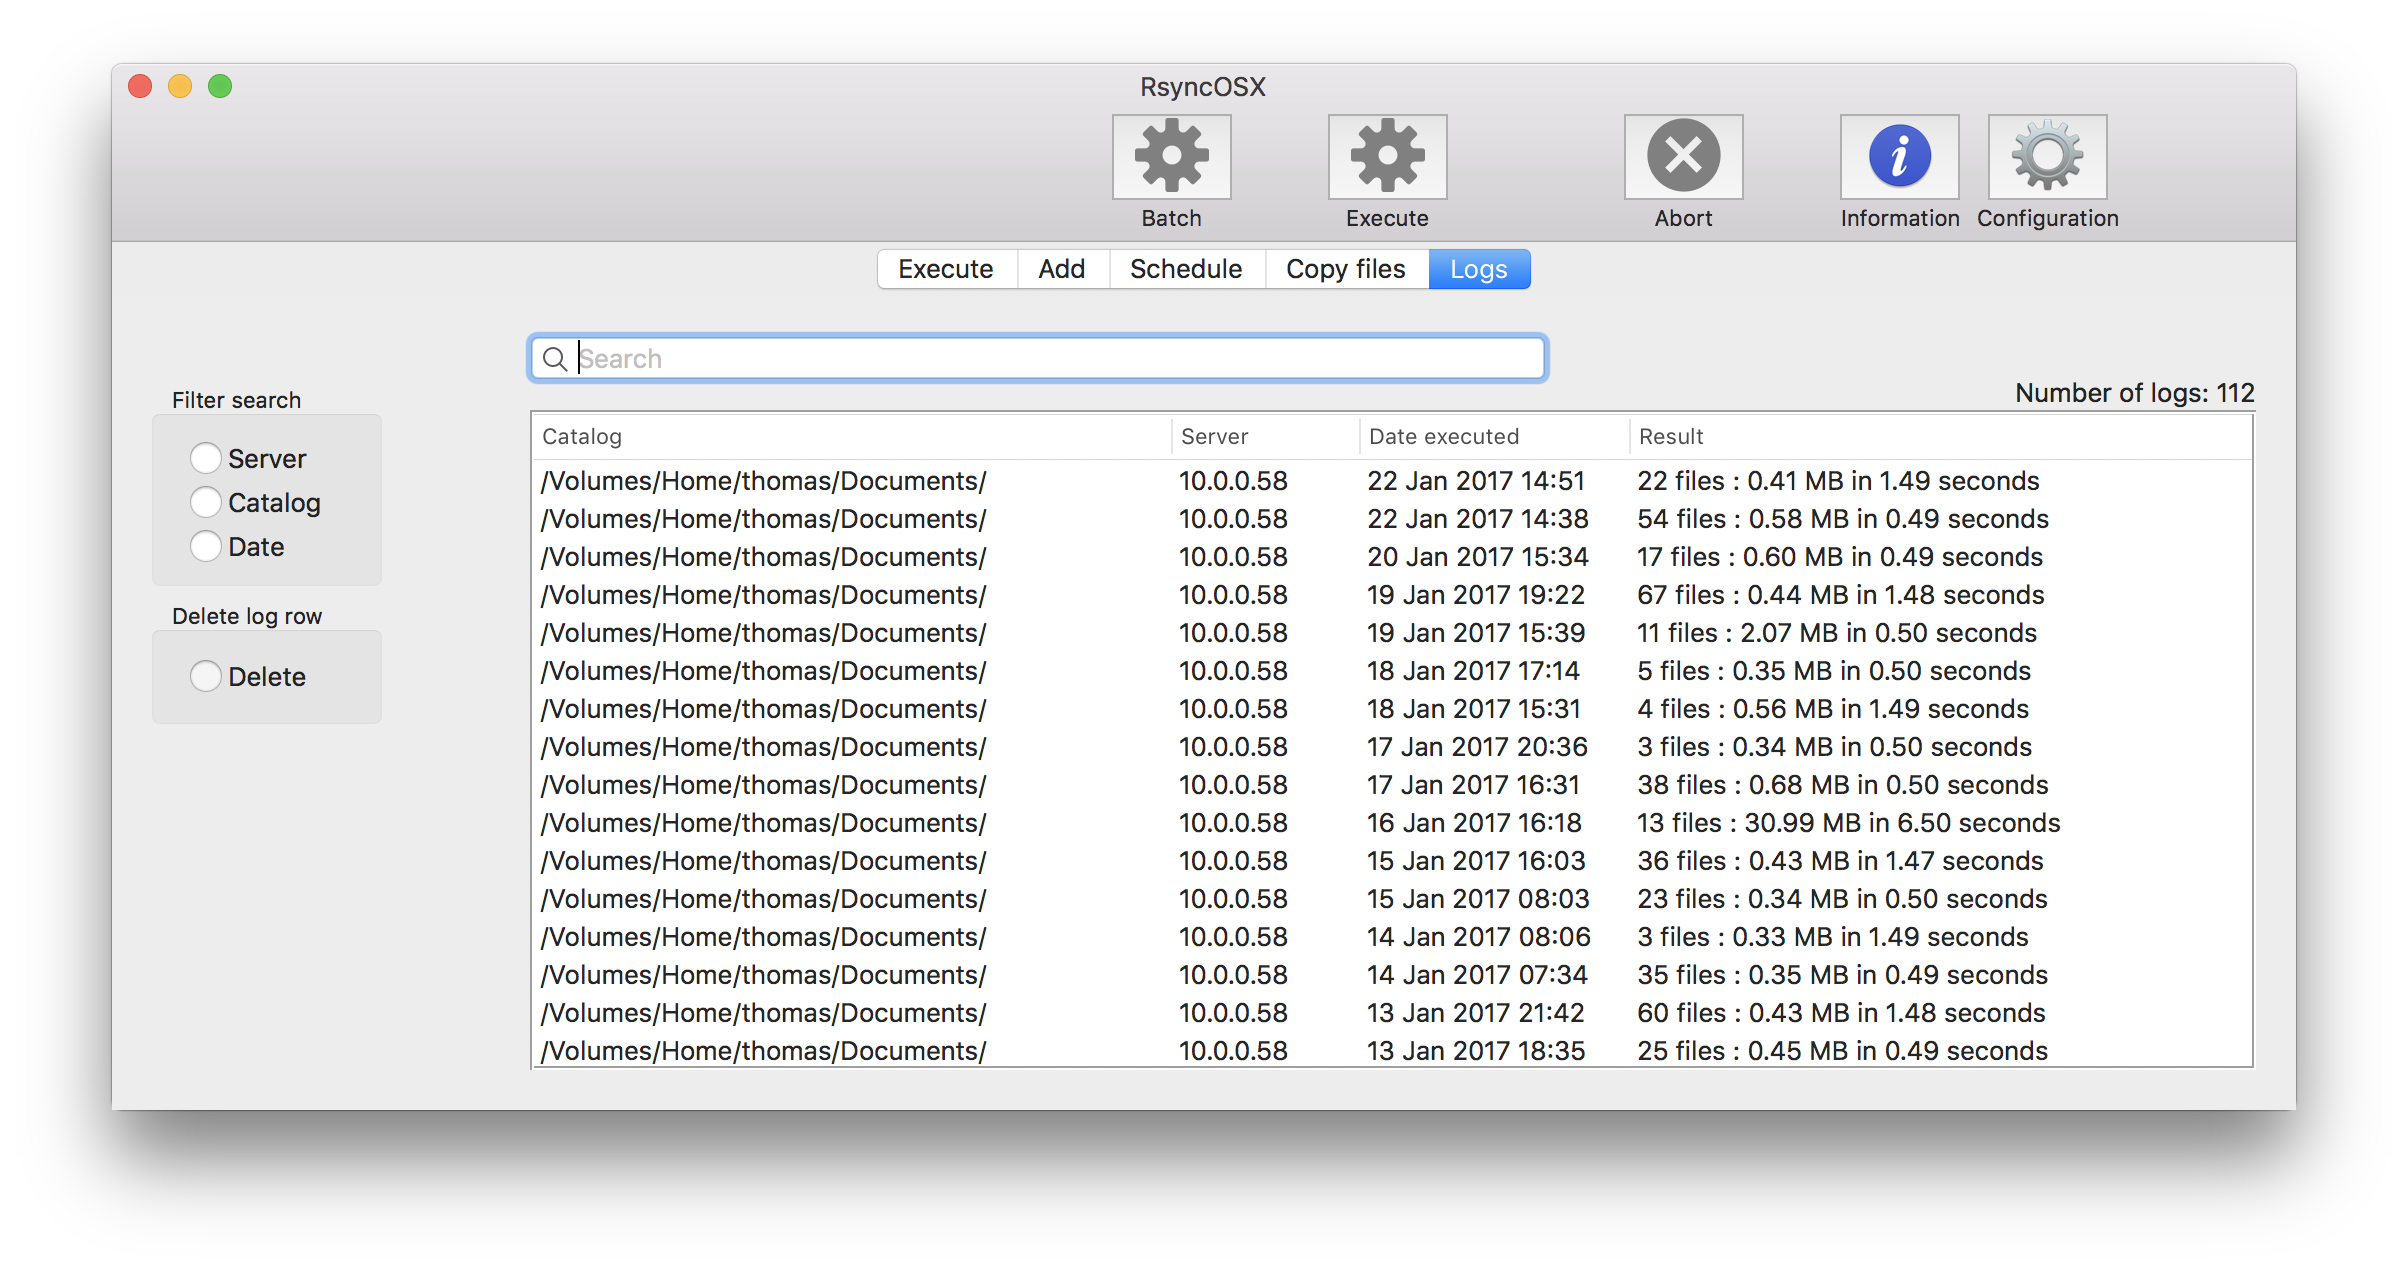 RsyncOSX
Batch Execute Abort Information Configuration
Execute Add Schedule Copy files Logs
Search
Number of logs: 112
Filter search
Server
Catalog
Date
Delete log row
Delete
Catalog Server Date executed Result
/Volumes/Home/thomas/Documents/ 10.0.0.58 22 Jan 2017 14:51 22 files : 0.41 MB in 1.49 seconds
/Volumes/Home/thomas/Documents/ 10.0.0.58 22 Jan 2017 14:38 54 files : 0.58 MB in 0.49 seconds
/Volumes/Home/thomas/Documents/ 10.0.0.58 20 Jan 2017 15:34 17 files : 0.60 MB in 0.49 seconds
/Volumes/Home/thomas/Documents/ 10.0.0.58 19 Jan 2017 19:22 67 files : 0.44 MB in 1.48 seconds
/Volumes/Home/thomas/Documents/ 10.0.0.58 19 Jan 2017 15:39 11 files : 2.07 MB in 0.50 seconds
/Volumes/Home/thomas/Documents/ 10.0.0.58 18 Jan 2017 17:14 5 files : 0.35 MB in 0.50 seconds
/Volumes/Home/thomas/Documents/ 10.0.0.58 18 Jan 2017 15:31 4 files : 0.56 MB in 1.49 seconds
/Volumes/Home/thomas/Documents/ 10.0.0.58 17 Jan 2017 20:36 3 files : 0.34 MB in 0.50 seconds
/Volumes/Home/thomas/Documents/ 10.0.0.58 17 Jan 2017 16:31 38 files : 0.68 MB in 0.50 seconds
/Volumes/Home/thomas/Documents/ 10.0.0.58 16 Jan 2017 16:18 13 files : 30.99 MB in 6.50 seconds
/Volumes/Home/thomas/Documents/ 10.0.0.58 15 Jan 2017 16:03 36 files : 0.43 MB in 1.47 seconds
/Volumes/Home/thomas/Documents/ 10.0.0.58 15 Jan 2017 08:03 23 files : 0.34 MB in 0.50 seconds
/Volumes/Home/thomas/Documents/ 10.0.0.58 14 Jan 2017 08:06 3 files : 0.33 MB in 1.49 seconds
/Volumes/Home/thomas/Documents/ 10.0.0.58 14 Jan 2017 07:34 35 files : 0.35 MB in 0.49 seconds
/Volumes/Home/thomas/Documents/ 10.0.0.58 13 Jan 2017 21:42 60 files : 0.43 MB in 1.48 seconds
/Volumes/Home/thomas/Documents/ 10.0.0.58 13 Jan 2017 18:35 25 files : 0.45 MB in 0.49 seconds